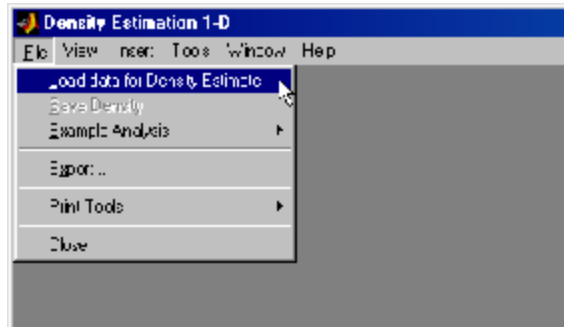 Density Estimation 1-D
File View Insert Tools Window Help
Load data for Density Estimate
Save Density
Example Analysis
Export...
Print Tools
Close